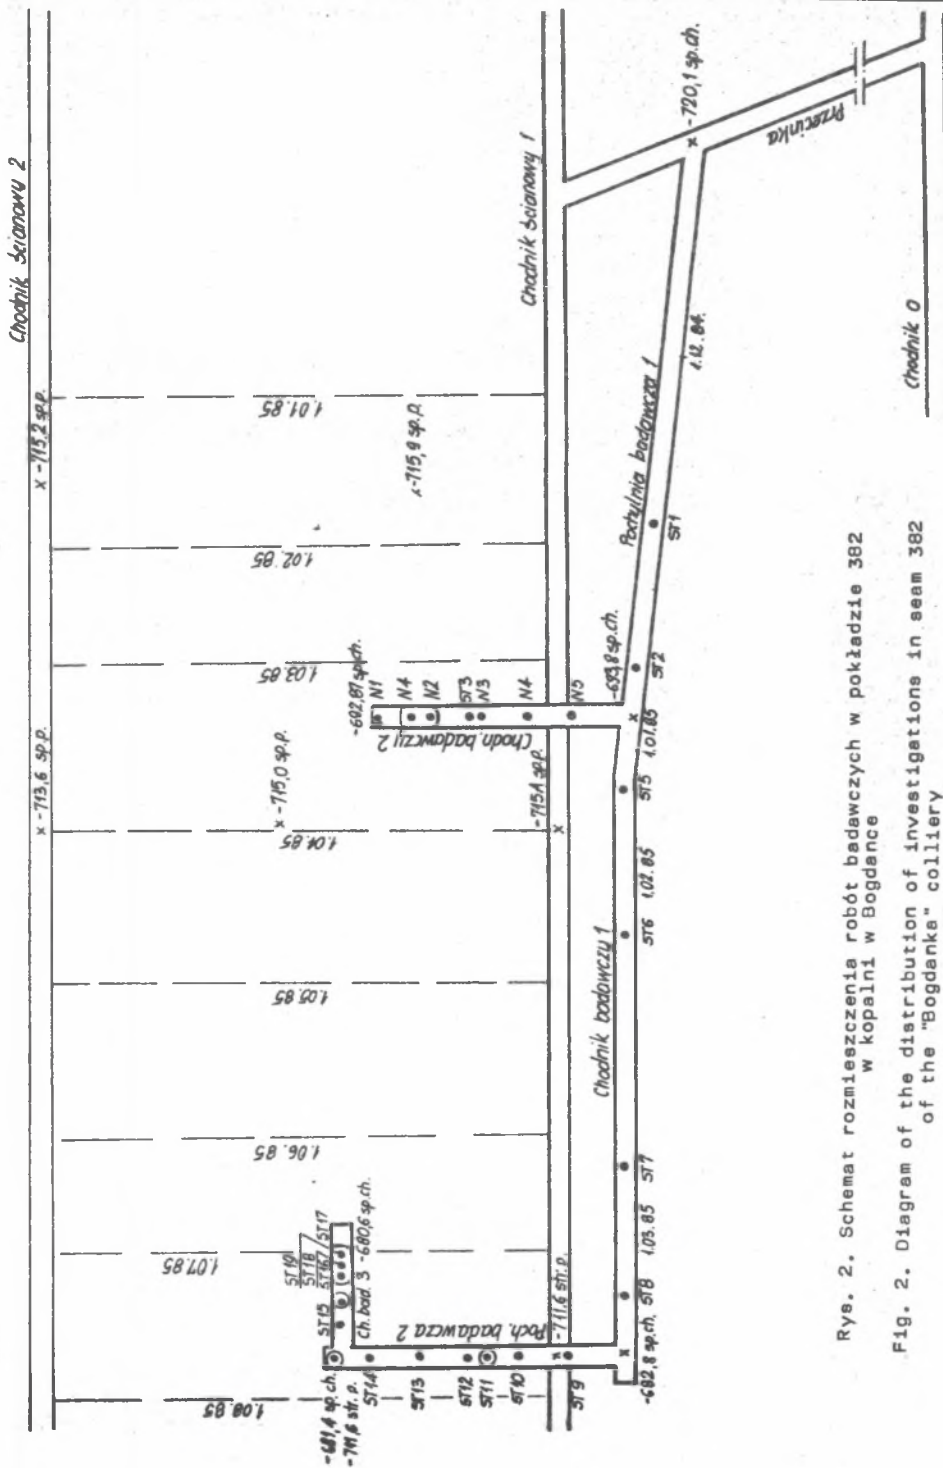 Chodnik ścianowy 2
x -715,2 sp.p.
x -713,6 sp.p.
1.01.85
1.02.85
1.03.85
1.04.85
1.05.85
1.06.85
1.07.85
1.08.85
x -715,9 sp.p.
x -715,0 sp.p.
-692,87 sp.ch.
N1
N4
N2
ST3
N3
N4
N5
Chodn. badawczy 2
Chodnik ścianowy 1
x -720,1 sp.ch.
Przecinka
Chodnik 0
Pochylnia badawcza 1
1.12.84.
ST1
ST2
-693,8 sp.ch.
1.01.85
ST5
1.02.85
ST6
Chodnik badawczy 1
ST7
1.03.85
ST8
-682,8 sp.ch.
x -711,6 str.p.
ST9
ST10
ST11
ST12
ST13
ST14
Poch. badawcza 2
ST15
ST16
ST17
ST18
ST19
Ch. bad. 3 -680,6 sp.ch.
-681,4 sp.ch.
Rys. 2. Schemat rozmieszczenia robót badawczych w pokładzie 382
w kopalni w Bogdance
Fig. 2. Diagram of the distribution of investigations in seam 382
of the "Bogdanka" colliery